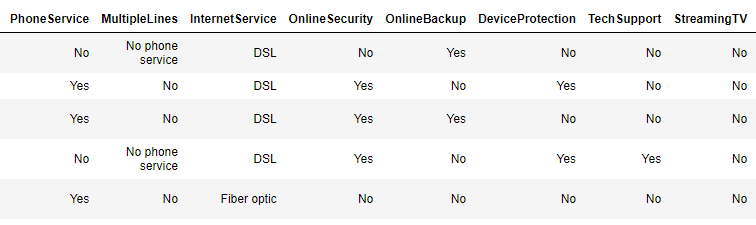 PhoneService MultipleLines InternetService OnlineSecurity OnlineBackup DeviceProtection TechSupport StreamingTV
No No phone service DSL No Yes No No No
Yes No DSL Yes No Yes No No
Yes No DSL Yes Yes No No No
No No phone service DSL Yes No Yes Yes No
Yes No Fiber optic No No No No No